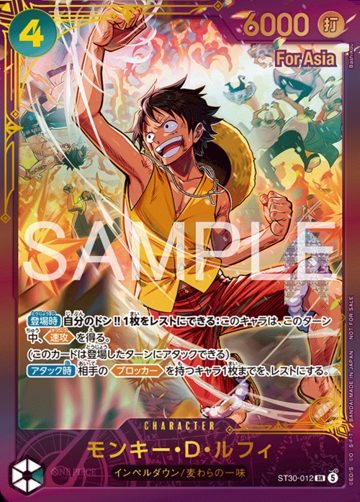 4
6000 打
For Asia
SAMPLE
登場時 自分のドン!!1枚をレストにできる:このキャラは、このターン
中、速攻 を得る。
(このカードは登場したターンにアタックできる)
アタック時 相手の ブロッカー を持つキャラ1枚までを、レストにする。
CHARACTER
モンキー・D・ルフィ
インペルダウン/麦わらの一味
ONE PIECE
ST30-012 SR 5